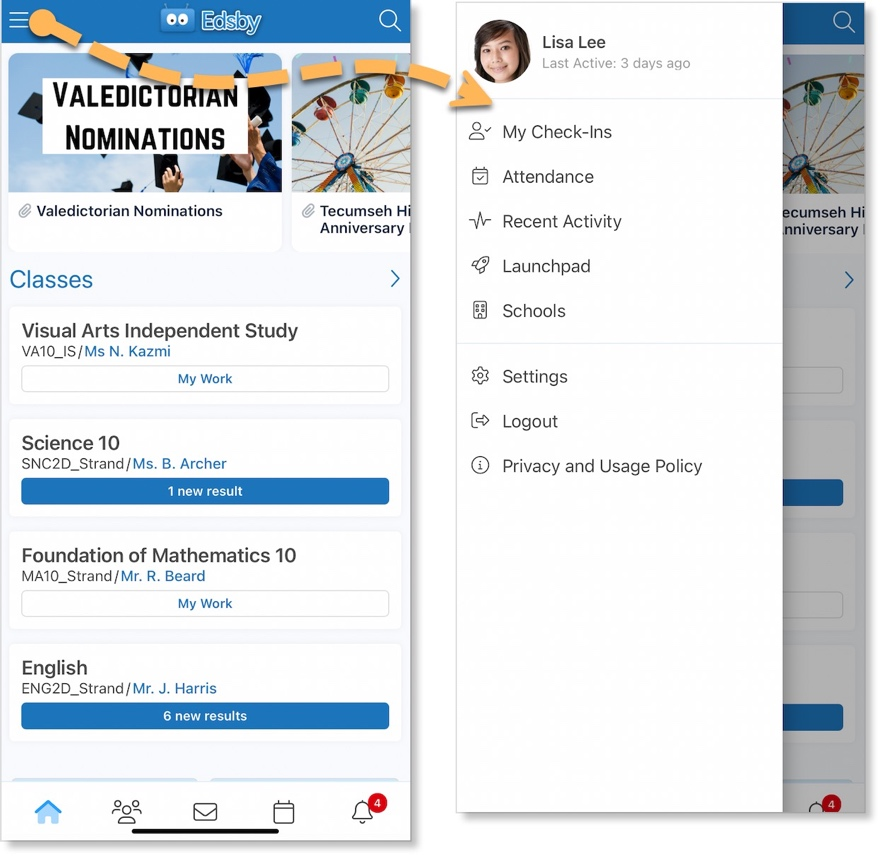 Edsby
VALEDICTORIAN
NOMINATIONS
Valedictorian Nominations
Tecumseh Hi
Anniversary I
Classes
Visual Arts Independent Study
VA10_IS/Ms N. Kazmi
My Work
Science 10
SNC2D_Strand/Ms. B. Archer
1 new result
Foundation of Mathematics 10
MA10_Strand/Mr. R. Beard
My Work
English
ENG2D_Strand/Mr. J. Harris
6 new results
4
Lisa Lee
Last Active: 3 days ago
My Check-Ins
Attendance
Recent Activity
Launchpad
Schools
Settings
Logout
Privacy and Usage Policy
ecumseh Hi
nniversary I
4